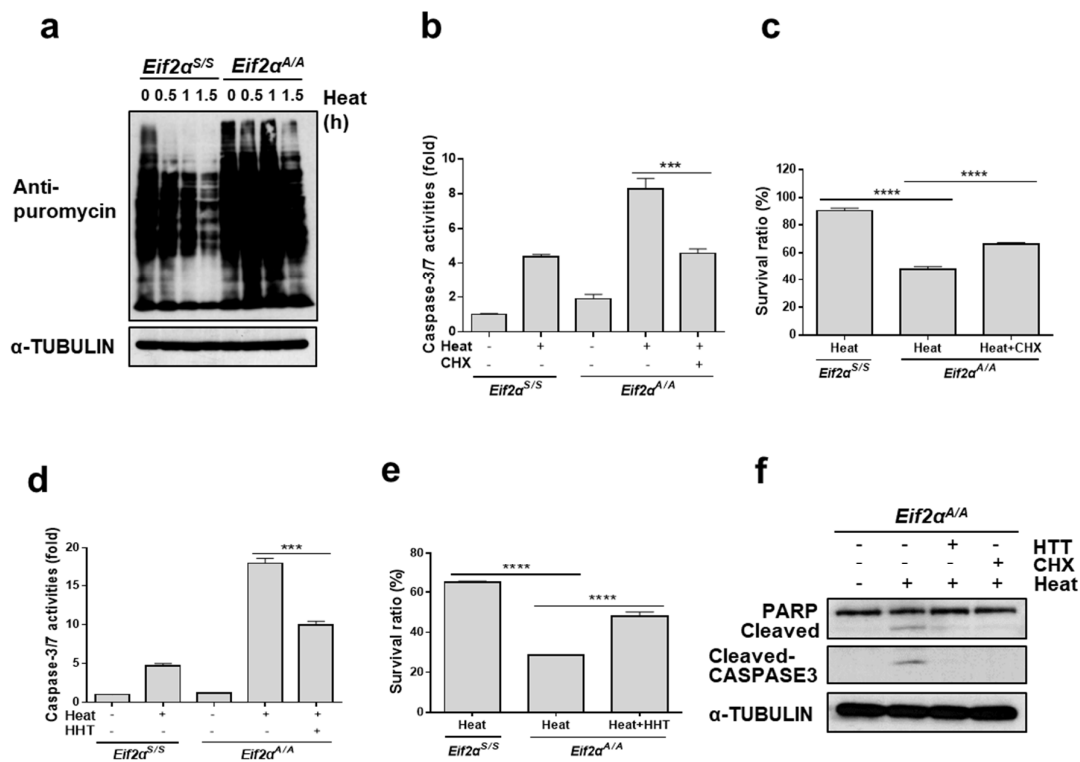 a
Eif2α^S/S Eif2α^A/A
0 0.5 1 1.5 0 0.5 1 1.5 Heat
(h)
Anti-
puromycin
α-TUBULIN
b
Caspase-3/7 activities (fold)
10
8
6
4
2
0
***
Heat - + - + +
CHX - - - - +
Eif2α^S/S Eif2α^A/A
c
Survival ratio (%)
120
100
80
60
40
20
0
**** ****
Heat Heat Heat+CHX
Eif2α^S/S Eif2α^A/A
d
Caspase-3/7 activities (fold)
20
15
10
5
0
***
Heat - + - + +
HHT - - - - +
Eif2α^S/S Eif2α^A/A
e
Survival ratio (%)
80
60
40
20
0
**** ****
Heat Heat Heat+HHT
Eif2α^S/S Eif2α^A/A
f
Eif2α^A/A
- - + - HTT
- - - + CHX
- + + + Heat
PARP
Cleaved
Cleaved-
CASPASE3
α-TUBULIN